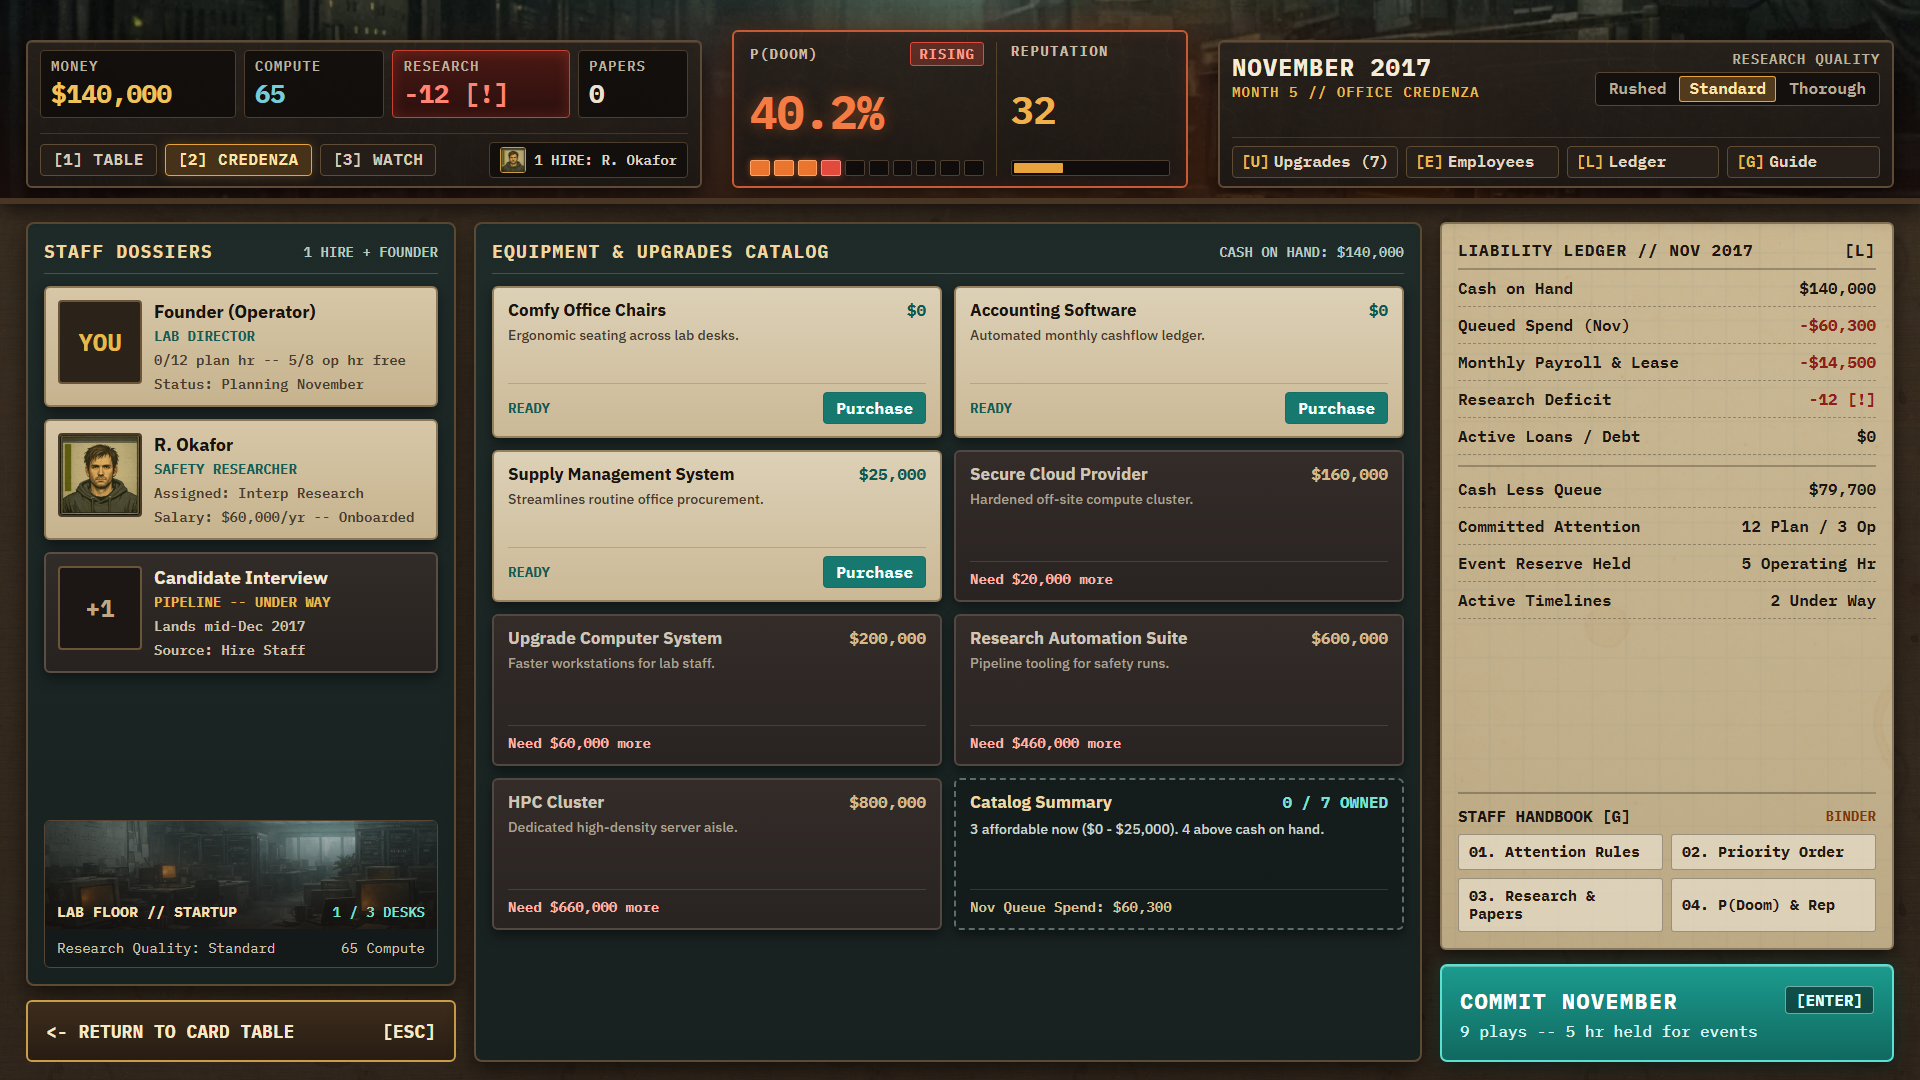 MONEY
$140,000
COMPUTE
65
RESEARCH
-12 [!]
PAPERS
0
[1] TABLE
[2] CREDENZA
[3] WATCH
1 HIRE: R. Okafor
P(DOOM)
RISING
40.2%
REPUTATION
32
NOVEMBER 2017
MONTH 5 // OFFICE CREDENZA
RESEARCH QUALITY
Rushed
Standard
Thorough
[U] Upgrades (7)
[E] Employees
[L] Ledger
[G] Guide
STAFF DOSSIERS
1 HIRE + FOUNDER
YOU
Founder (Operator)
LAB DIRECTOR
0/12 plan hr -- 5/8 op hr free
Status: Planning November
R. Okafor
SAFETY RESEARCHER
Assigned: Interp Research
Salary: $60,000/yr -- Onboarded
+1
Candidate Interview
PIPELINE -- UNDER WAY
Lands mid-Dec 2017
Source: Hire Staff
LAB FLOOR // STARTUP
1 / 3 DESKS
Research Quality: Standard
65 Compute
<- RETURN TO CARD TABLE
[ESC]
EQUIPMENT & UPGRADES CATALOG
CASH ON HAND: $140,000
Comfy Office Chairs
$0
Ergonomic seating across lab desks.
READY
Purchase
Accounting Software
$0
Automated monthly cashflow ledger.
READY
Purchase
Supply Management System
$25,000
Streamlines routine office procurement.
READY
Purchase
Secure Cloud Provider
$160,000
Hardened off-site compute cluster.
Need $20,000 more
Upgrade Computer System
$200,000
Faster workstations for lab staff.
Need $60,000 more
Research Automation Suite
$600,000
Pipeline tooling for safety runs.
Need $460,000 more
HPC Cluster
$800,000
Dedicated high-density server aisle.
Need $660,000 more
Catalog Summary
0 / 7 OWNED
3 affordable now ($0 - $25,000). 4 above cash on hand.
Nov Queue Spend: $60,300
LIABILITY LEDGER // NOV 2017
[L]
Cash on Hand
$140,000
Queued Spend (Nov)
-$60,300
Monthly Payroll & Lease
-$14,500
Research Deficit
-12 [!]
Active Loans / Debt
$0
Cash Less Queue
$79,700
Committed Attention
12 Plan / 3 Op
Event Reserve Held
5 Operating Hr
Active Timelines
2 Under Way
STAFF HANDBOOK [G]
BINDER
01. Attention Rules
02. Priority Order
03. Research &
Papers
04. P(Doom) & Rep
COMMIT NOVEMBER
[ENTER]
9 plays -- 5 hr held for events